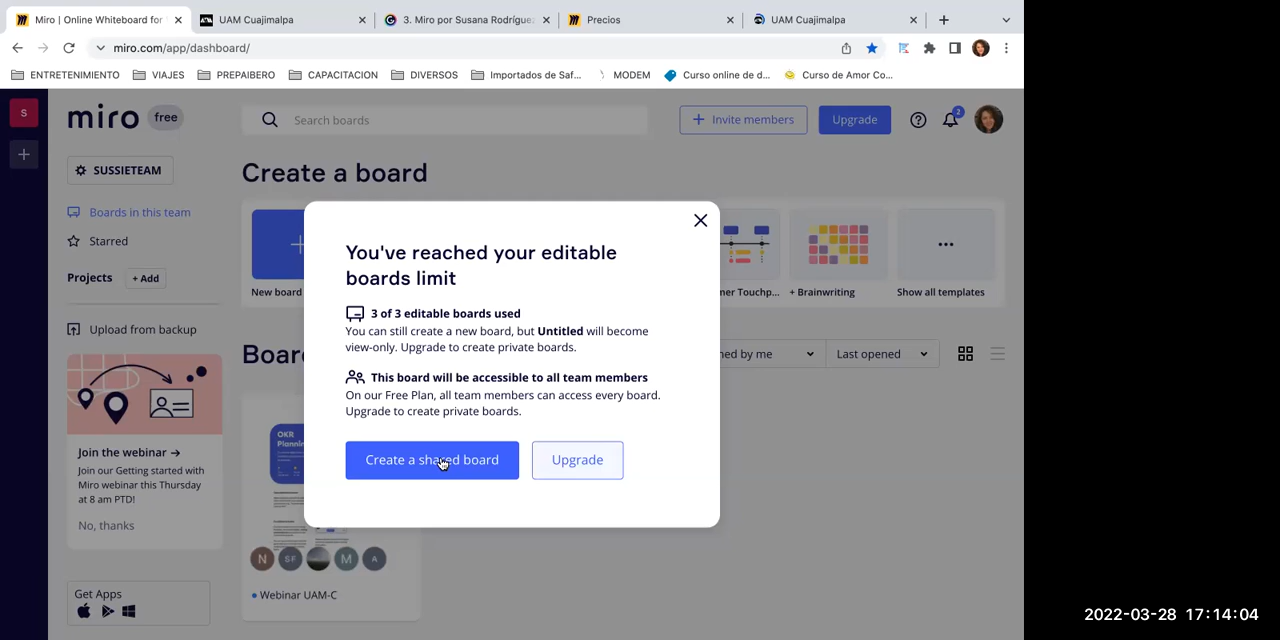 Miro | Online Whiteboard for
UAM Cuajimalpa
3. Miro por Susana Rodríguez
Precios
UAM Cuajimalpa
miro.com/app/dashboard/
ENTRETENIMIENTO
VIAJES
PREPAIBERO
CAPACITACION
DIVERSOS
Importados de Saf...
MODEM
Curso online de d...
Curso de Amor Co...
S
miro
free
Search boards
+ Invite members
Upgrade
?
2
SUSSIETEAM
Boards in this team
Starred
Projects
+ Add
Upload from backup
Join the webinar →
Join our Getting started with
Miro webinar this Thursday
at 8 am PTD!
No, thanks
Get Apps
Create a board
New board
+ Brainwriting
Show all templates
You've reached your editable
boards limit
3 of 3 editable boards used
You can still create a new board, but Untitled will become
view-only. Upgrade to create private boards.
This board will be accessible to all team members
On our Free Plan, all team members can access every board.
Upgrade to create private boards.
Create a shared board
Upgrade
by me
Last opened
OKR
N
SF
M
A
Webinar UAM-C
2022-03-28 17:14:04